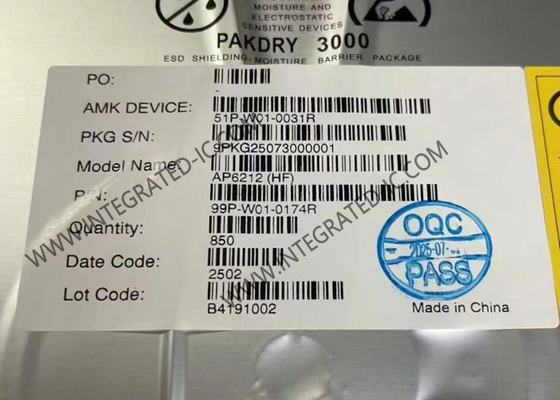 MOISTURE AND
ELECTROSTATIC
SENSITIVE DEVICES
PAKDRY 3000
ESD SHIELDING, MOISTURE BARRIER PACKAGE
PO:
-
AMK DEVICE:
51P-W01-0031R
PKG S/N:
9PKG25073000001
Model Name:
AP6212 (HF)
P/N:
99P-W01-0174R
Quantity:
850
Date Code:
2502
Lot Code:
B4191002
OQC
2025-07-
PASS
Made in China
WWW.INTEGRATED-IC.COM
WWW.INTEGRATED-IC.COM